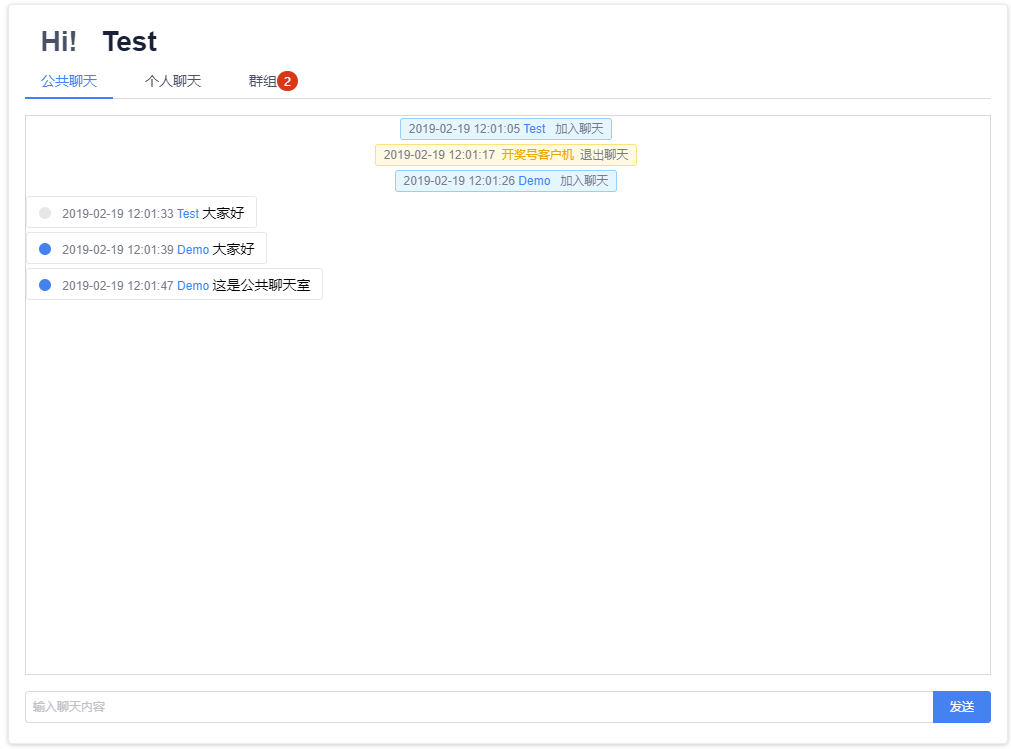 Hi! Test
公共聊天 个人聊天 群组 2
2019-02-19 12:01:05 Test 加入聊天
2019-02-19 12:01:17 开奖号客户机 退出聊天
2019-02-19 12:01:26 Demo 加入聊天
2019-02-19 12:01:33 Test 大家好
2019-02-19 12:01:39 Demo 大家好
2019-02-19 12:01:47 Demo 这是公共聊天室
输入聊天内容 发送